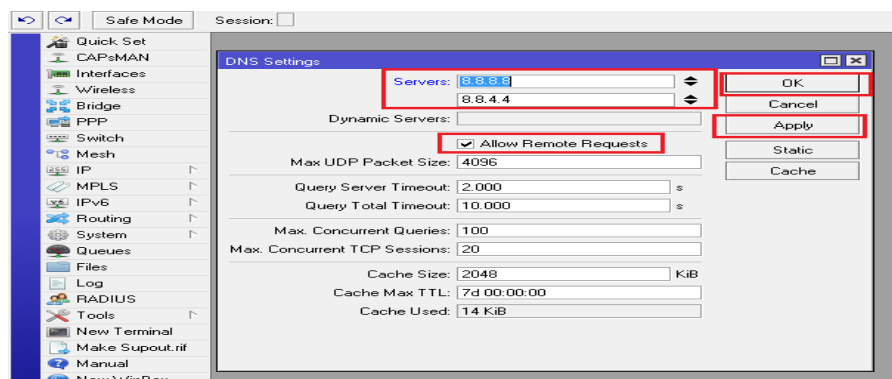 Safe Mode Session:
Quick Set
CAPsMAN
Interfaces
Wireless
Bridge
PPP
Switch
Mesh
IP
MPLS
IPv6
Routing
System
Queues
Files
Log
RADIUS
Tools
New Terminal
Make Supout.rif
Manual
New WinBox
DNS Settings
Servers: 8.8.8.8
8.8.4.4
Dynamic Servers:
Allow Remote Requests
Max UDP Packet Size: 4096
Query Server Timeout: 2.000 s
Query Total Timeout: 10.000 s
Max. Concurrent Queries: 100
Max. Concurrent TCP Sessions: 20
Cache Size: 2048 KiB
Cache Max TTL: 7d 00:00:00
Cache Used: 14 KiB
OK
Cancel
Apply
Static
Cache